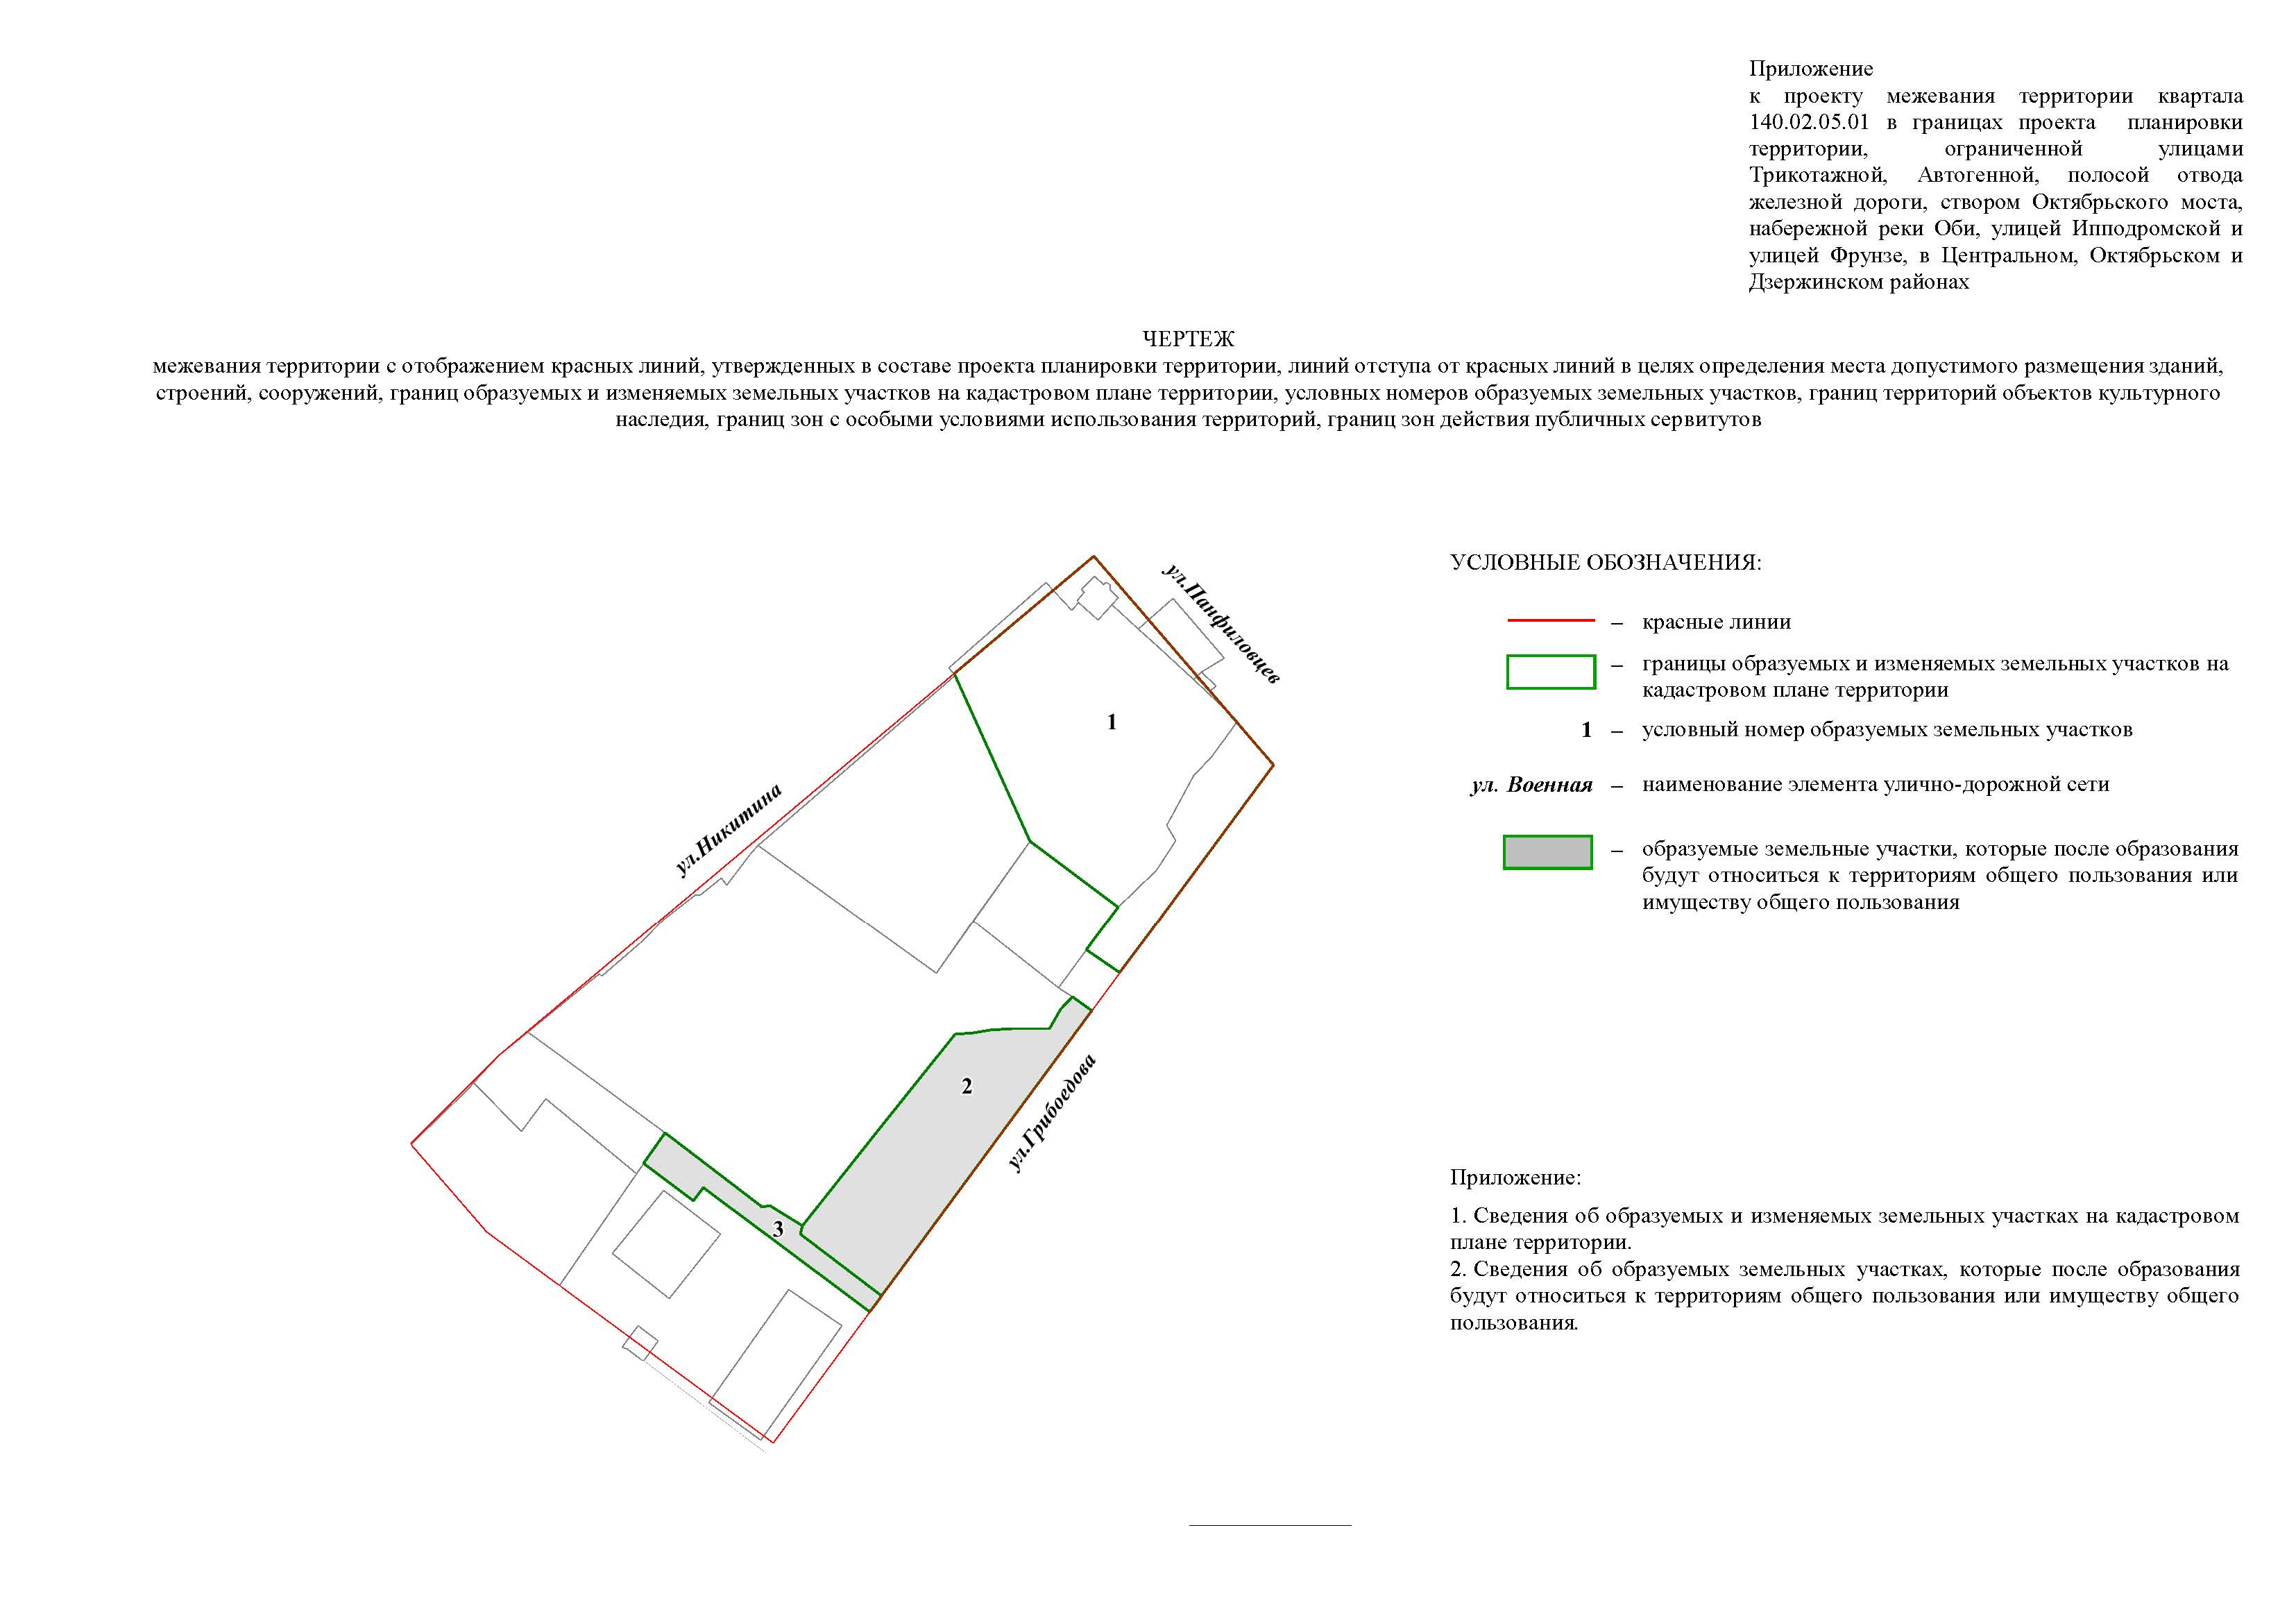 Приложение
к проекту межевания территории квартала
140.02.05.01 в границах проекта планировки
территории, ограниченной улицами
Трикотажной, Автогенной, полосой отвода
железной дороги, створом Октябрьского моста,
набережной реки Оби, улицей Ипподромской и
улицей Фрунзе, в Центральном, Октябрьском и
Дзержинском районах
ЧЕРТЕЖ
межевания территории с отображением красных линий, утвержденных в составе проекта планировки территории, линий отступа от красных линий в целях определения места допустимого размещения зданий,
строений, сооружений, границ образуемых и изменяемых земельных участков на кадастровом плане территории, условных номеров образуемых земельных участков, границ территорий объектов культурного
наследия, границ зон с особыми условиями использования территорий, границ зон действия публичных сервитутов
ул.Панфиловцев
1
ул.Никитина
2
ул.Грибоедова
3
УСЛОВНЫЕ ОБОЗНАЧЕНИЯ:
– красные линии
– границы образуемых и изменяемых земельных участков на
кадастровом плане территории
1 – условный номер образуемых земельных участков
ул. Военная – наименование элемента улично-дорожной сети
– образуемые земельные участки, которые после образования
будут относиться к территориям общего пользования или
имуществу общего пользования
Приложение:
1. Сведения об образуемых и изменяемых земельных участках на кадастровом
плане территории.
2. Сведения об образуемых земельных участках, которые после образования
будут относиться к территориям общего пользования или имуществу общего
пользования.